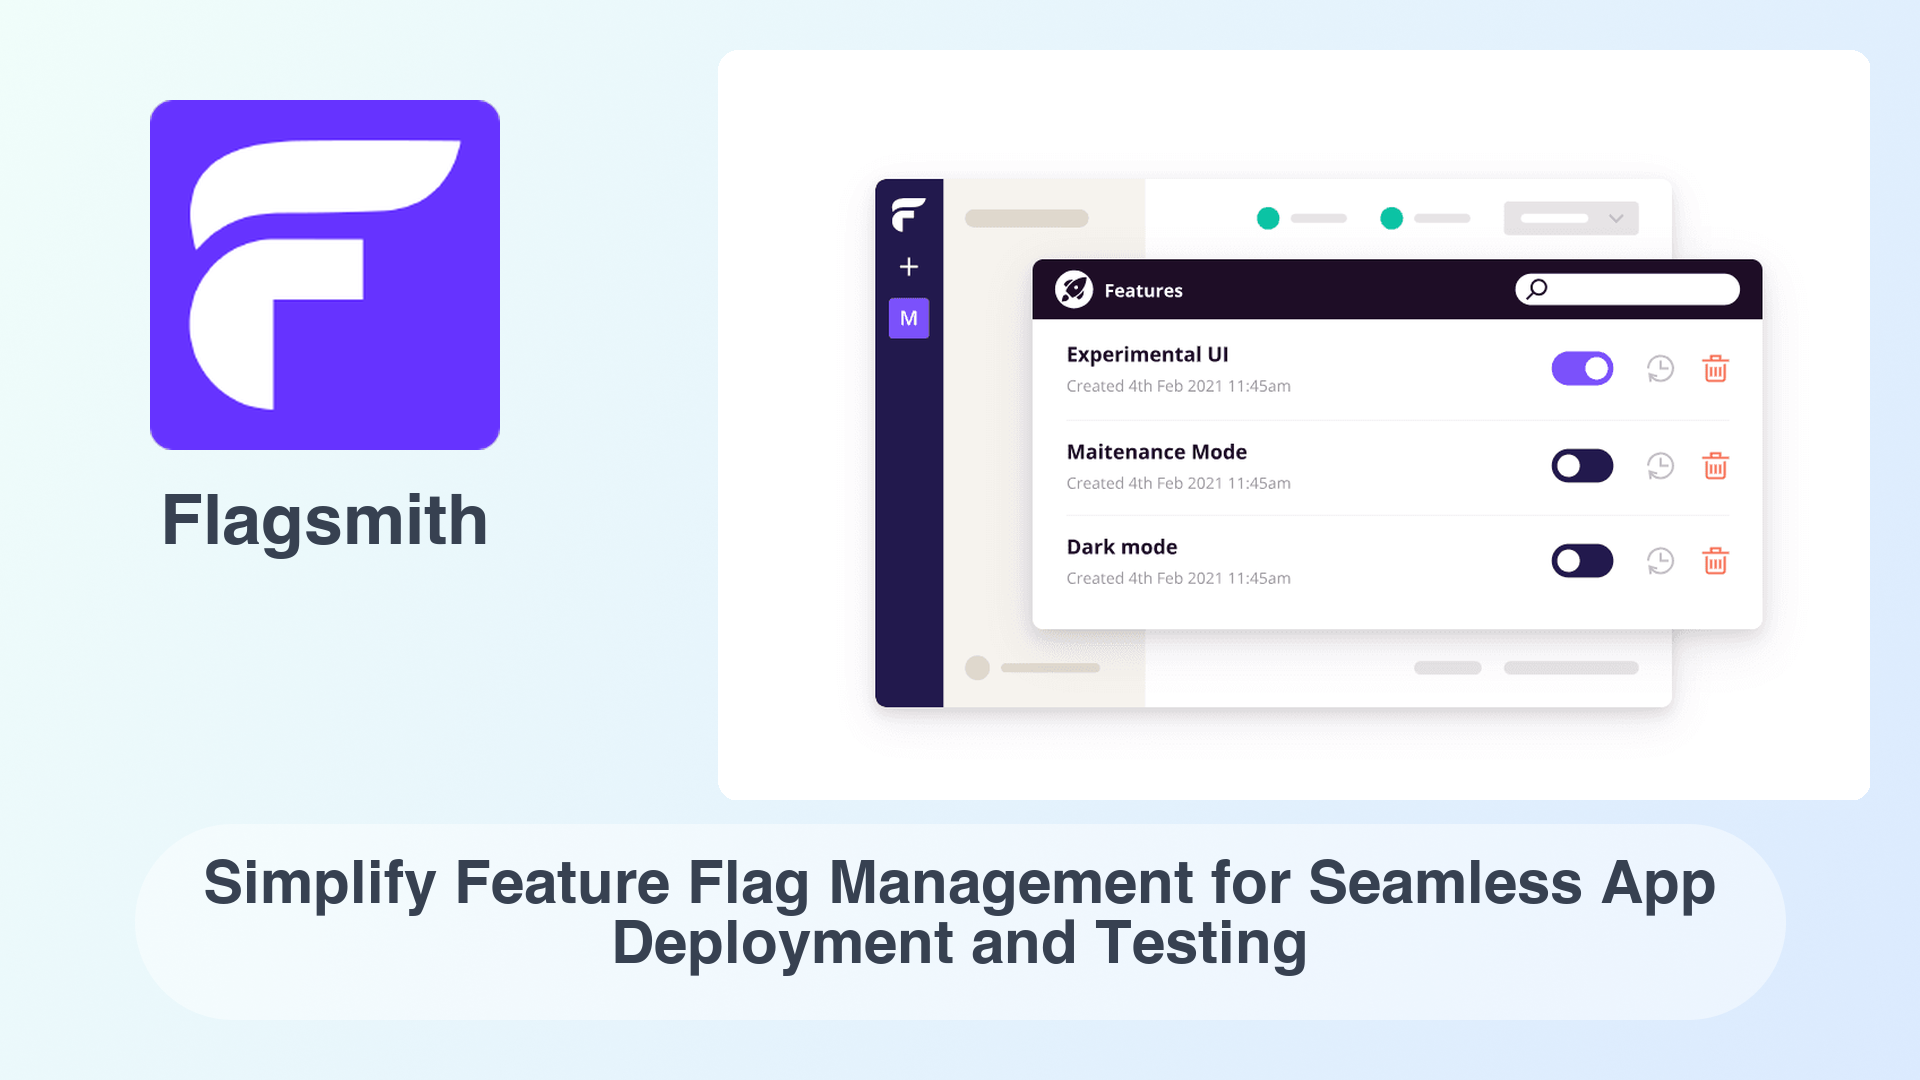 Flagsmith
M
Features
Experimental UI
Created 4th Feb 2021 11:45am
Maitenance Mode
Created 4th Feb 2021 11:45am
Dark mode
Created 4th Feb 2021 11:45am
Simplify Feature Flag Management for Seamless App
Deployment and Testing